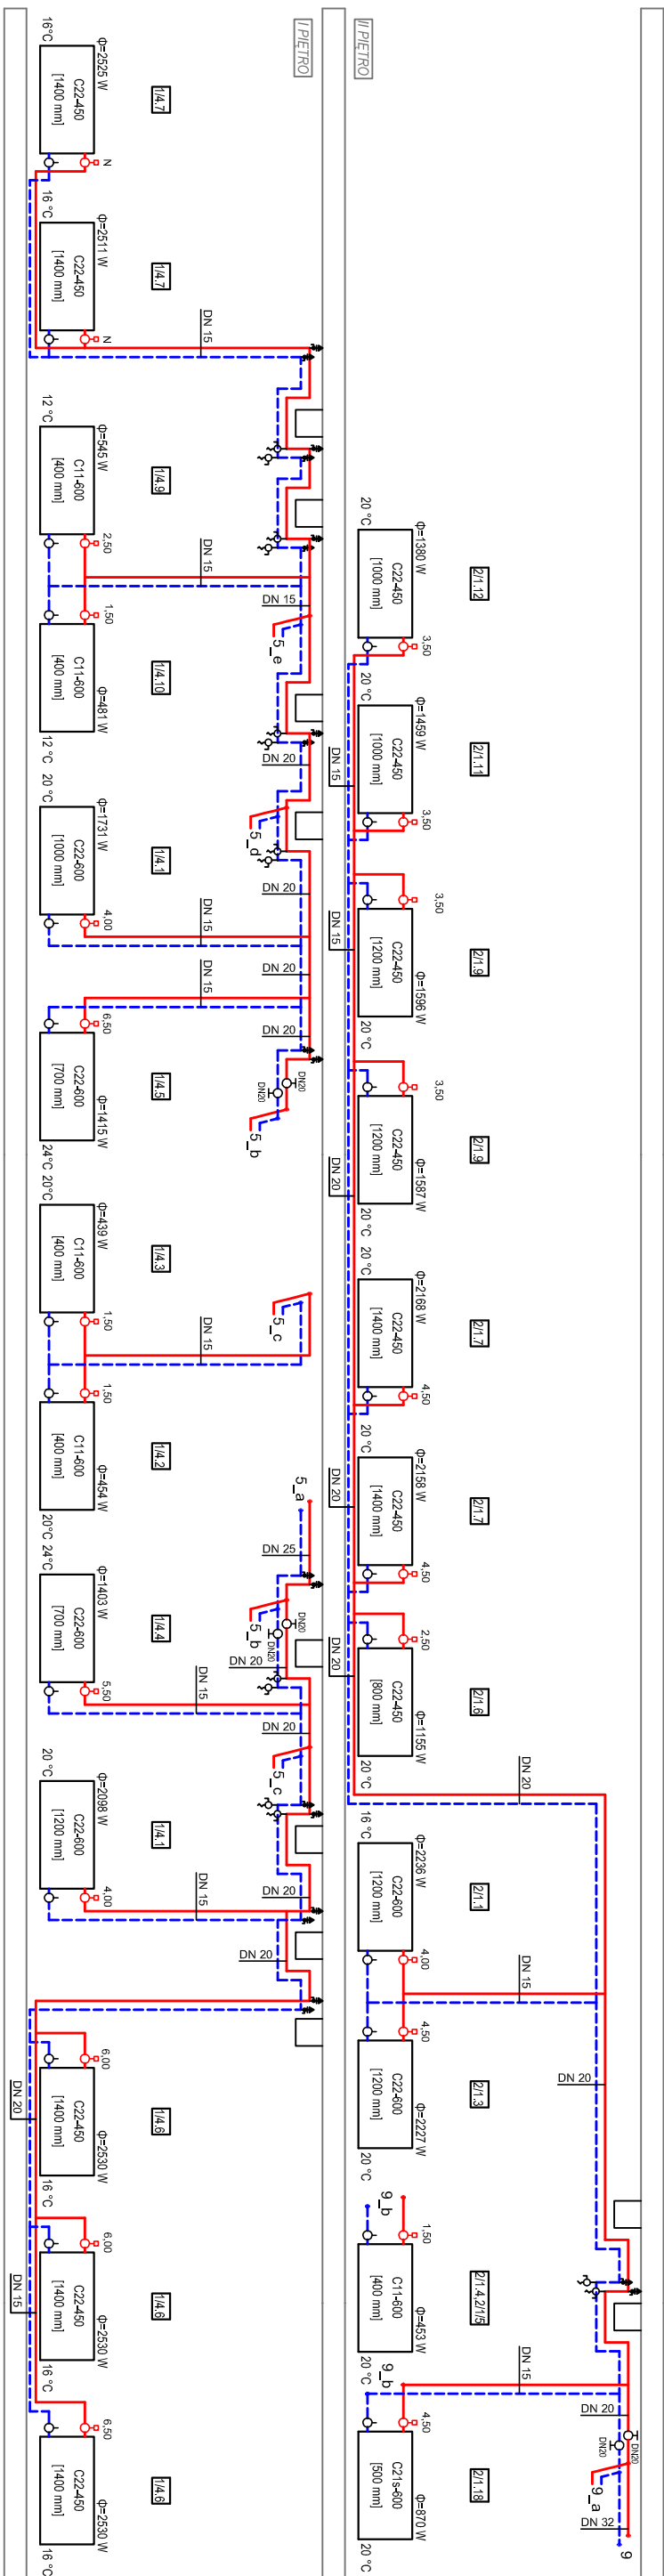 II PIĘTRO
2/1.12
Φ=1380 W
C22-450
[1000 mm]
20 °C
3,50
2/1.11
Φ=1459 W
C22-450
[1000 mm]
20 °C
3,50
DN 15
2/1.9
3,50
C22-450
[1200 mm]
Φ=1596 W
20 °C
DN 15
2/1.9
3,50
C22-450
[1200 mm]
Φ=1587 W
20 °C
DN 20
2/1.7
Φ=2168 W
C22-450
[1400 mm]
20 °C
4,50
2/1.7
Φ=2158 W
C22-450
[1400 mm]
20 °C
4,50
DN 20
2/1.6
2,50
C22-450
[800 mm]
Φ=1155 W
20 °C
DN 20
DN 20
2/1.1
Φ=2236 W
C22-600
[1200 mm]
16 °C
4,00
DN 15
2/1.3
4,50
C22-600
[1200 mm]
Φ=2227 W
20 °C
DN 20
2/1.4,2/1/5
9_b
1,50
C11-600
[400 mm]
Φ=453 W
20 °C
2/1.18
9_b
DN 15
4,50
C21s-600
[500 mm]
Φ=870 W
20 °C
DN 20
DN20
DN20
9_a
DN 32
9
I PIĘTRO
1/4.7
Φ=2525 W
C22-450
[1400 mm]
16°C
N
1/4.7
Φ=2511 W
C22-450
[1400 mm]
16 °C
N
DN 15
1/4.9
Φ=545 W
C11-600
[400 mm]
12 °C
2,50
DN 15
DN 15
5_e
1/4.10
1,50
C11-600
[400 mm]
Φ=481 W
12 °C
DN 20
1/4.1
Φ=1731 W
C22-600
[1000 mm]
20 °C
4,00
DN 15
5_d
DN 20
DN 20
DN 20
1/4.5
DN 15
6,50
C22-600
[700 mm]
Φ=1415 W
24°C
DN20
DN20
5_b
1/4.3
Φ=439 W
C11-600
[400 mm]
20°C
1,50
5_c
DN 15
1/4.2
1,50
C11-600
[400 mm]
Φ=454 W
20°C
5_a
DN 25
1/4.4
Φ=1403 W
C22-600
[700 mm]
24°C
5,50
5_b
DN20
DN20
DN 20
DN 15
DN 20
5_c
1/4.1
Φ=2098 W
C22-600
[1200 mm]
20 °C
4,00
DN 15
DN 20
DN 20
1/4.6
6,00
C22-450
[1400 mm]
Φ=2530 W
16 °C
DN 20
1/4.6
6,00
C22-450
[1400 mm]
Φ=2530 W
16 °C
DN 15
1/4.6
6,50
C22-450
[1400 mm]
Φ=2530 W
16 °C